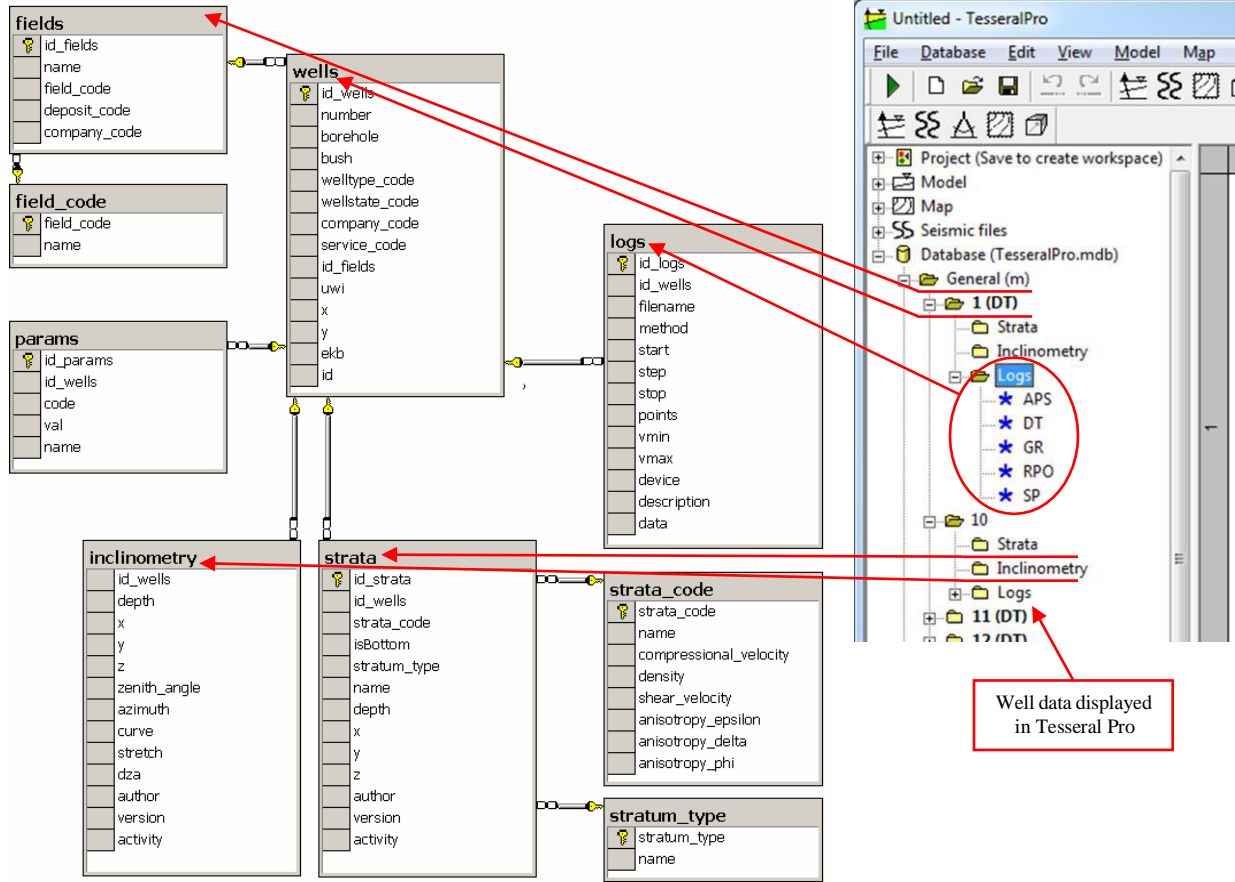 fields
id_fields
name
field_code
deposit_code
company_code
field_code
field_code
name
params
id_params
id_wells
code
val
name
wells
id_wells
number
borehole
bush
welltype_code
wellstate_code
company_code
service_code
id_fields
uwi
x
y
ekb
id
logs
id_logs
id_wells
filename
method
start
step
stop
points
vmin
vmax
device
description
data
inclinometry
id_wells
depth
x
y
z
zenith_angle
azimuth
curve
stretch
dza
author
version
activity
strata
id_strata
id_wells
strata_code
isBottom
stratum_type
name
depth
x
y
z
author
version
activity
strata_code
strata_code
name
compressional_velocity
density
shear_velocity
anisotropy_epsilon
anisotropy_delta
anisotropy_phi
stratum_type
stratum_type
name
Untitled - TesseralPro
File Database Edit View Model Map
Project (Save to create workspace)
Model
Map
Seismic files
Database (TesseralPro.mdb)
General (m)
1 (DT)
Strata
Inclinometry
Logs
APS
DT
GR
RPO
SP
10
Strata
Inclinometry
Logs
11 (DT)
12 (DT)
1
Well data displayed
in Tesseral Pro